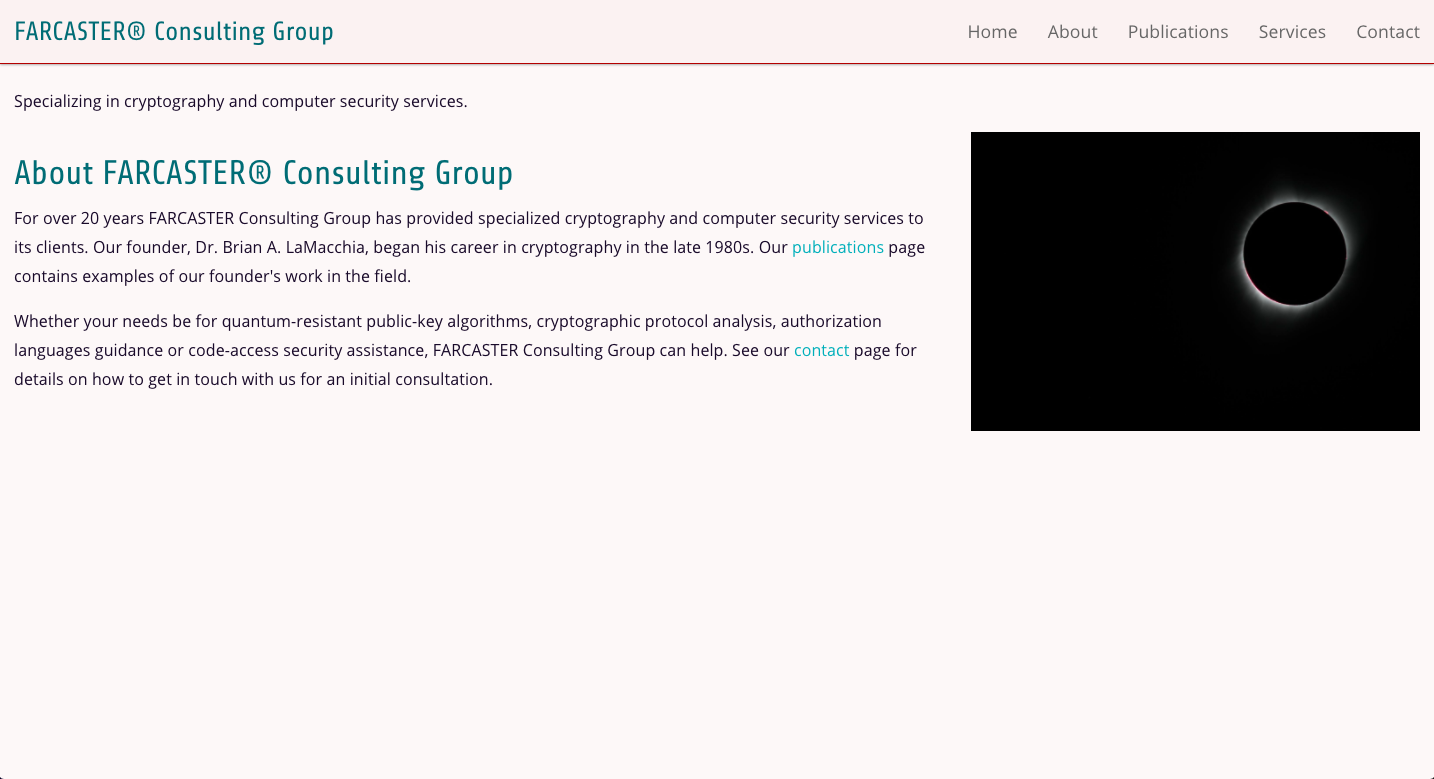 FARCASTER® Consulting Group
Home About Publications Services Contact
Specializing in cryptography and computer security services.
About FARCASTER® Consulting Group
For over 20 years FARCASTER Consulting Group has provided specialized cryptography and computer security services to
its clients. Our founder, Dr. Brian A. LaMacchia, began his career in cryptography in the late 1980s. Our publications page
contains examples of our founder's work in the field.
Whether your needs be for quantum-resistant public-key algorithms, cryptographic protocol analysis, authorization
languages guidance or code-access security assistance, FARCASTER Consulting Group can help. See our contact page for
details on how to get in touch with us for an initial consultation.